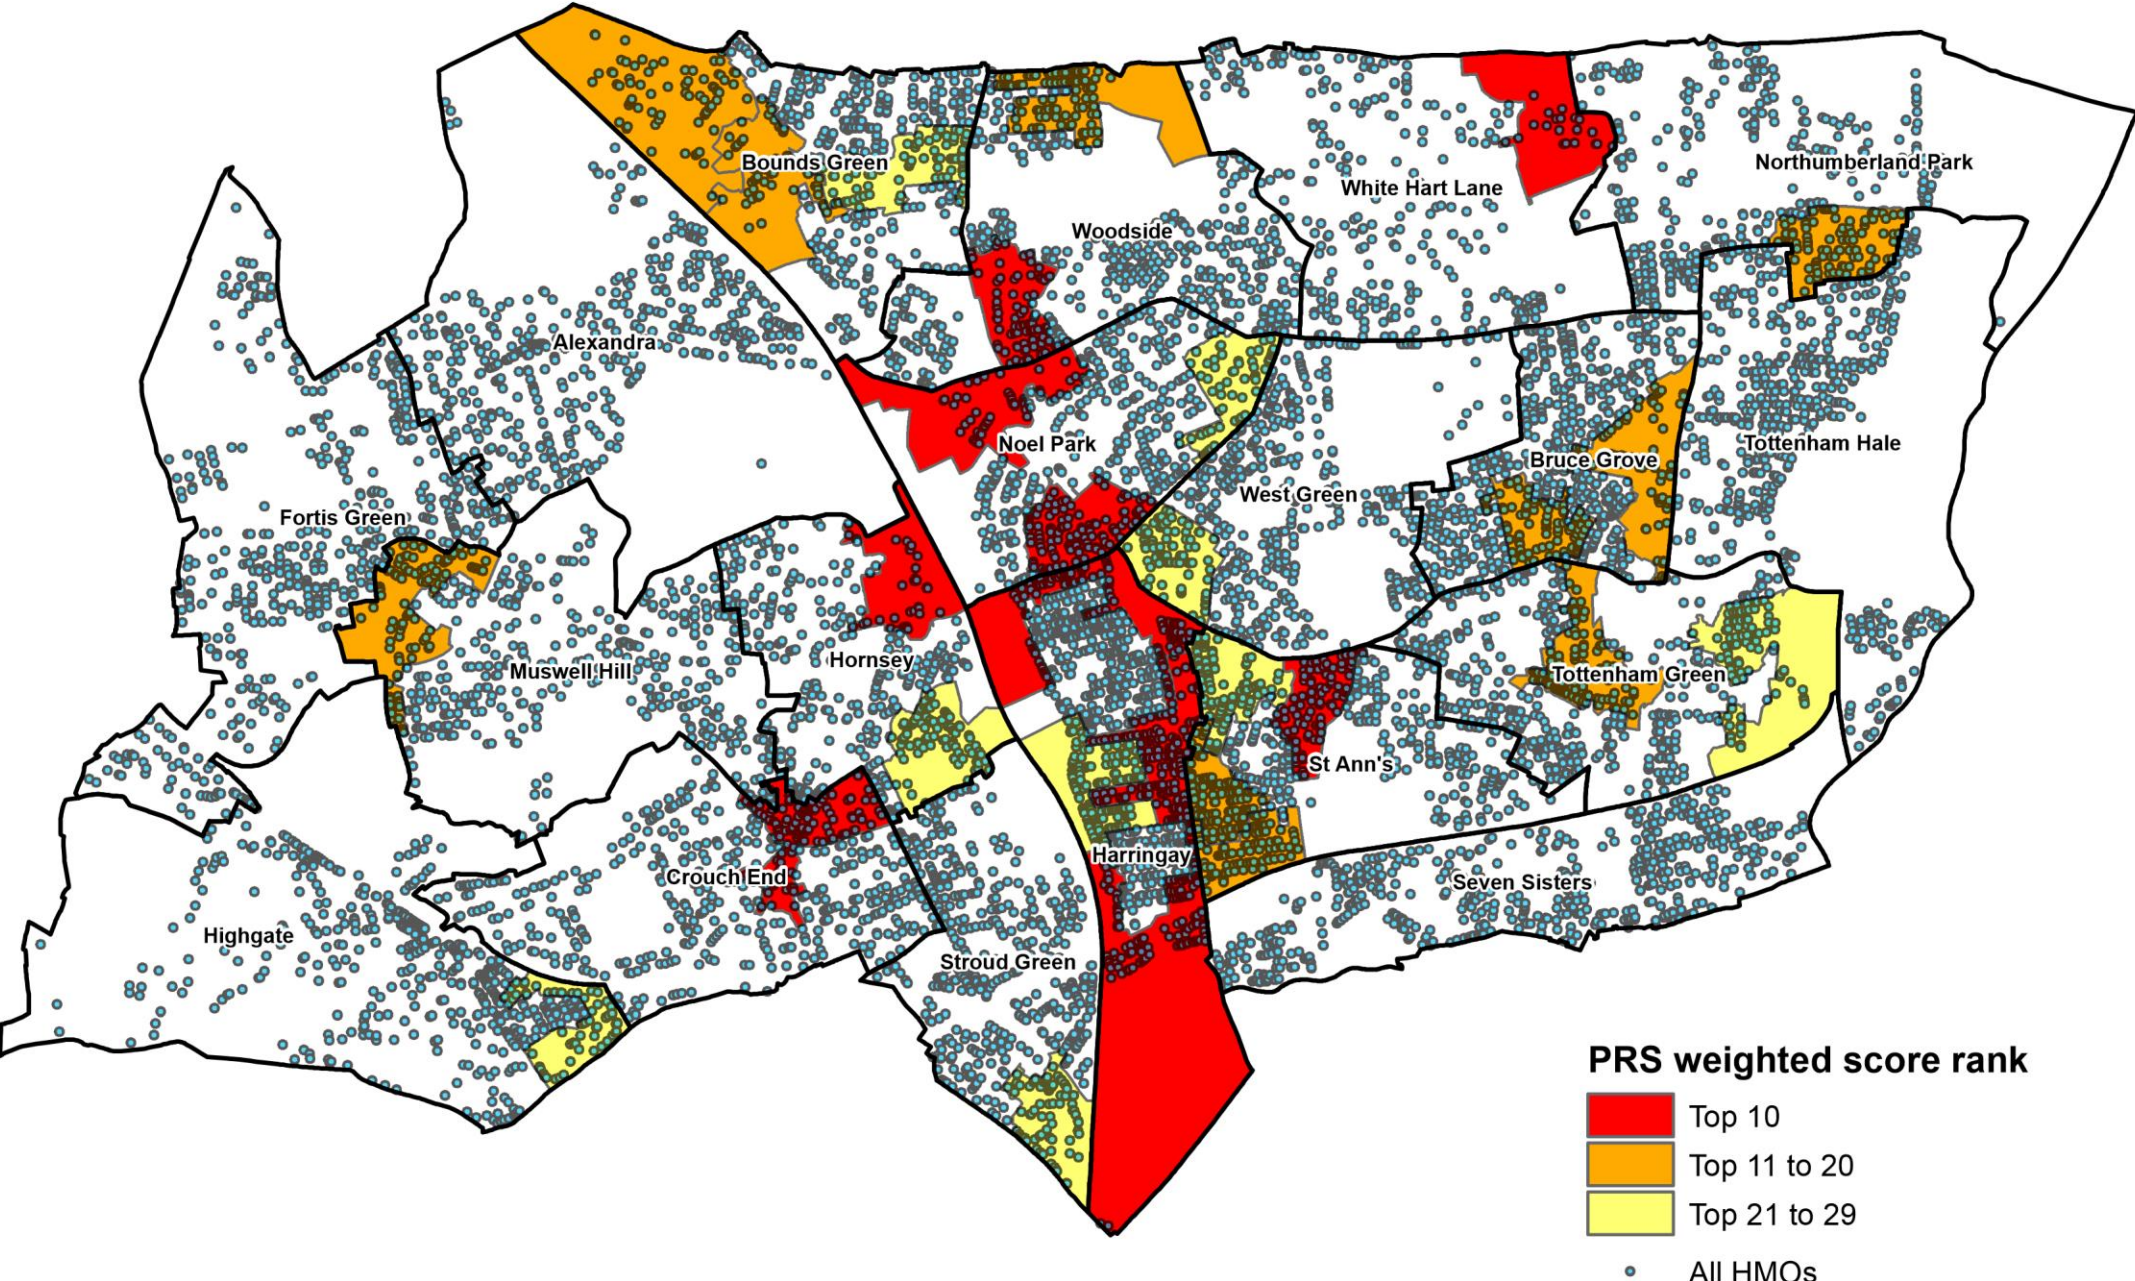 Bounds Green
Northumberland Park
White Hart Lane
Woodside
Alexandra
Noel Park
Tottenham Hale
Bruce Grove
West Green
Fortis Green
Hornsey
Muswell Hill
Tottenham Green
St Ann's
Harringay
Crouch End
Seven Sisters
Highgate
Stroud Green
PRS weighted score rank
Top 10
Top 11 to 20
Top 21 to 29
All HMOs